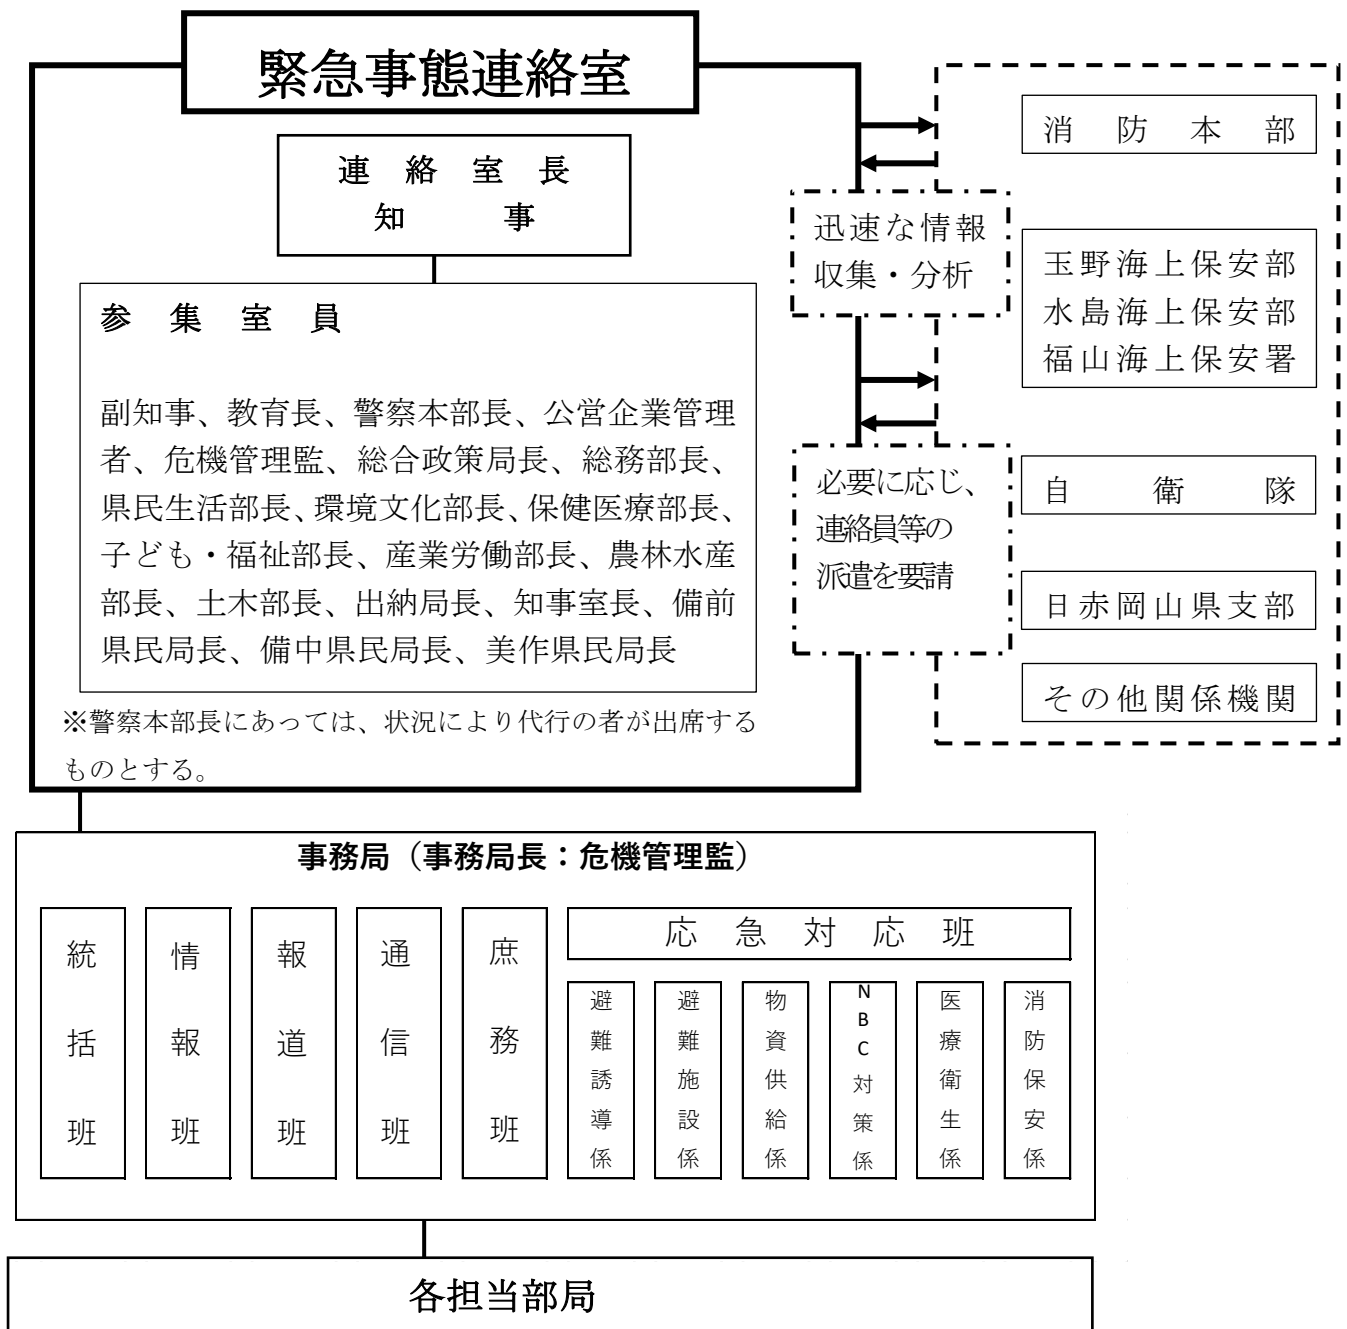 緊急事態連絡室
連絡室長
知事
参集室員
副知事、教育長、警察本部長、公営企業管理
者、危機管理監、総合政策局長、総務部長、
県民生活部長、環境文化部長、保健医療部長、
子ども・福祉部長、産業労働部長、農林水産
部長、土木部長、出納局長、知事室長、備前
県民局長、備中県民局長、美作県民局長
※警察本部長にあっては、状況により代行の者が出席する
ものとする。
迅速な情報
収集・分析
必要に応じ、
連絡員等の
派遣を要請
消防本部
玉野海上保安部
水島海上保安部
福山海上保安署
自衛隊
日赤岡山県支部
その他関係機関
事務局（事務局長：危機管理監）
統括班
情報班
報道班
通信班
庶務班
応急対応班
避難誘導係
避難施設係
物資供給係
NBC対策係
医療衛生係
消防保安係
各担当部局